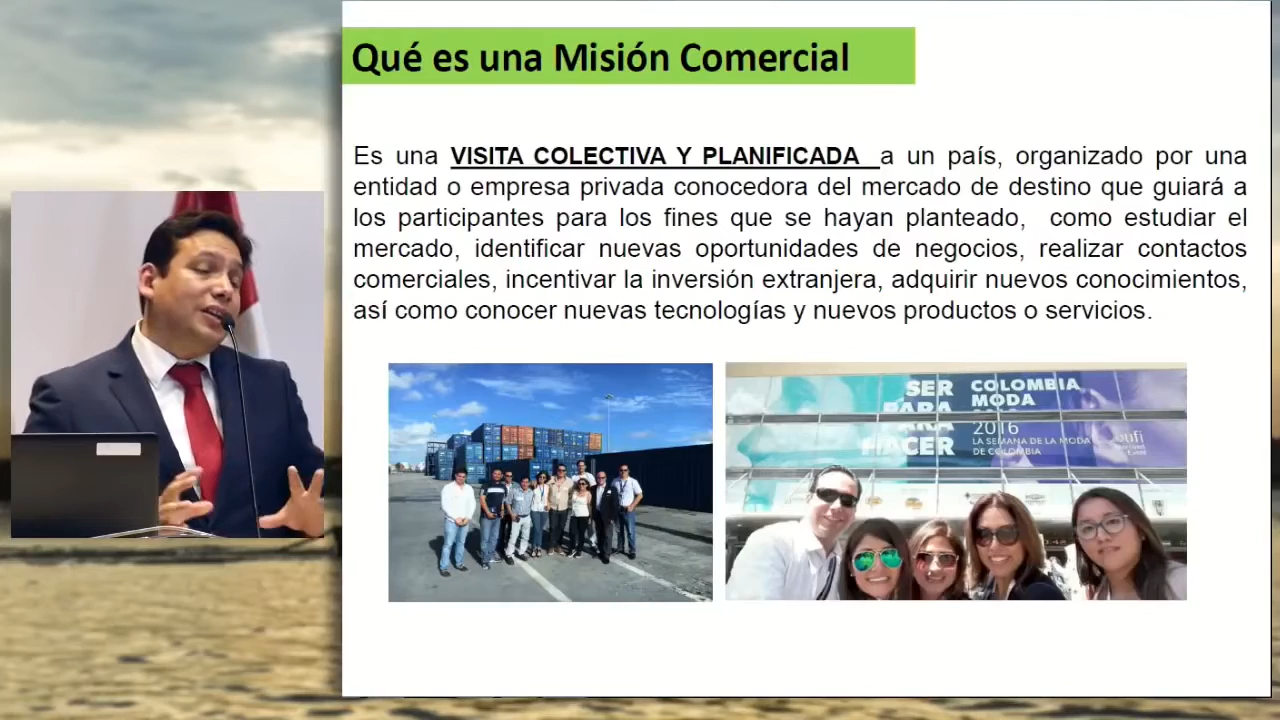 Qué es una Misión Comercial
Es una VISITA COLECTIVA Y PLANIFICADA a un país, organizado por una
entidad o empresa privada conocedora del mercado de destino que guiará a
los participantes para los fines que se hayan planteado, como estudiar el
mercado, identificar nuevas oportunidades de negocios, realizar contactos
comerciales, incentivar la inversión extranjera, adquirir nuevos conocimientos,
así como conocer nuevas tecnologías y nuevos productos o servicios.
SER
PARA
HACER
COLOMBIA
MODA
2016
LA SEMANA DE LA MODA
DE COLOMBIA